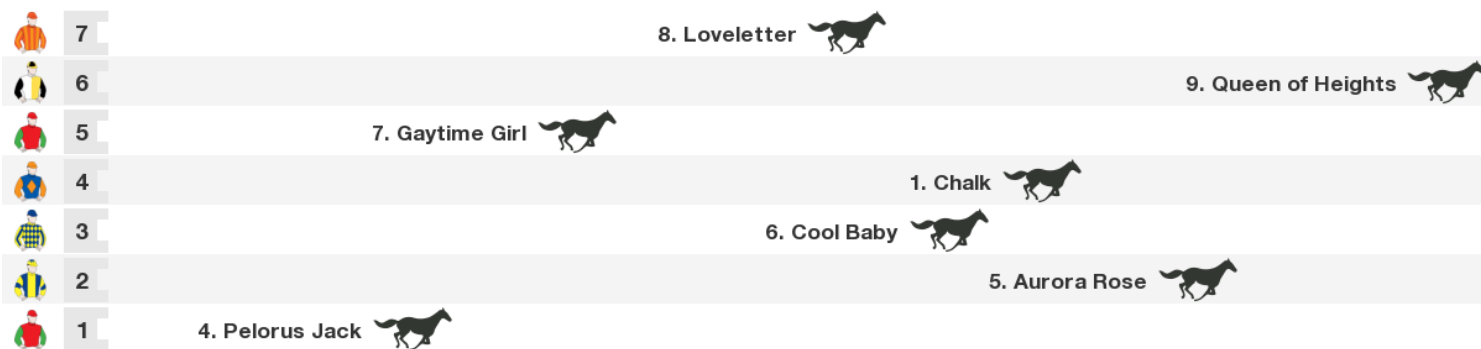 7 8. Loveletter
6 9. Queen of Heights
5 7. Gaytime Girl
4 1. Chalk
3 6. Cool Baby
2 5. Aurora Rose
1 4. Pelorus Jack